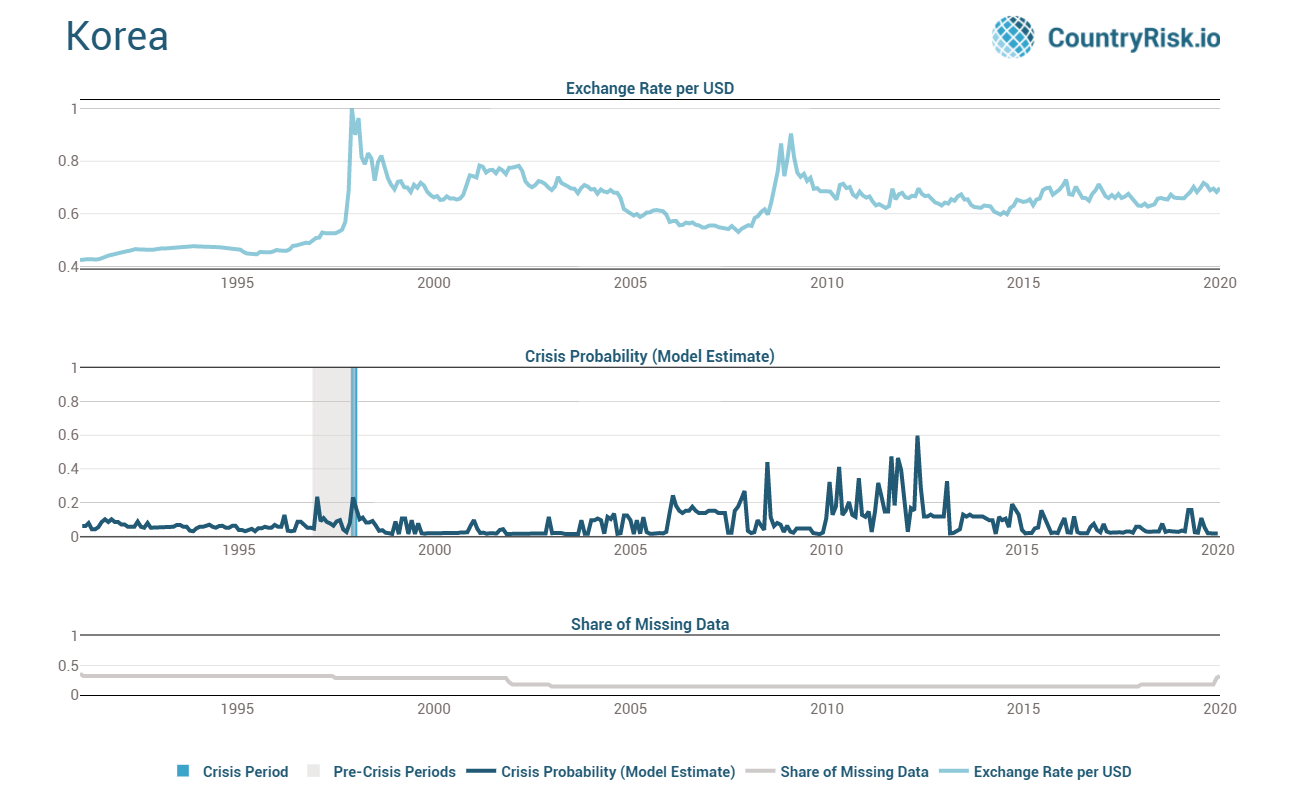 Korea
CountryRisk.io
Exchange Rate per USD
1
0.8
0.6
0.4
1995 2000 2005 2010 2015 2020
Crisis Probability (Model Estimate)
1
0.8
0.6
0.4
0.2
0
1995 2000 2005 2010 2015 2020
Share of Missing Data
1
0.5
0
1995 2000 2005 2010 2015 2020
Crisis Period Pre-Crisis Periods Crisis Probability (Model Estimate) Share of Missing Data Exchange Rate per USD